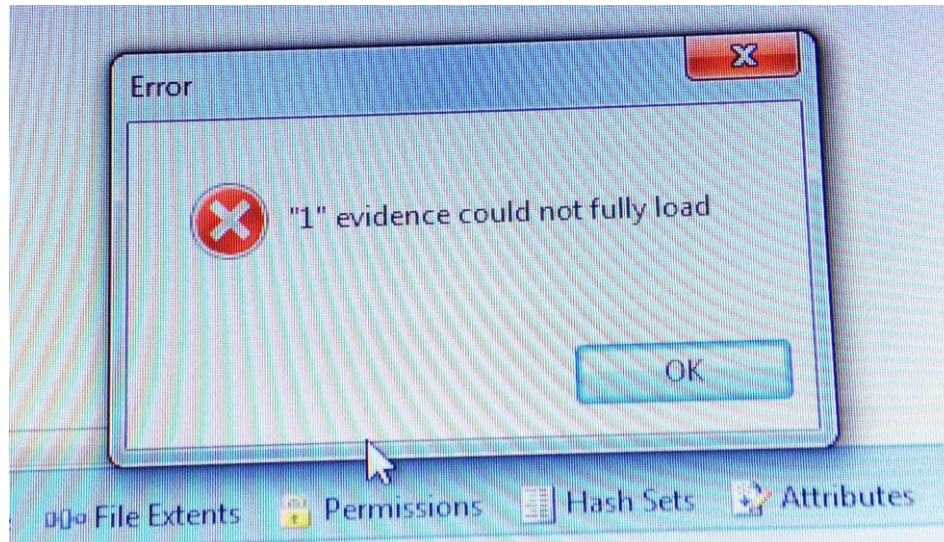 Error
"1" evidence could not fully load
OK
File Extents Permissions Hash Sets Attributes